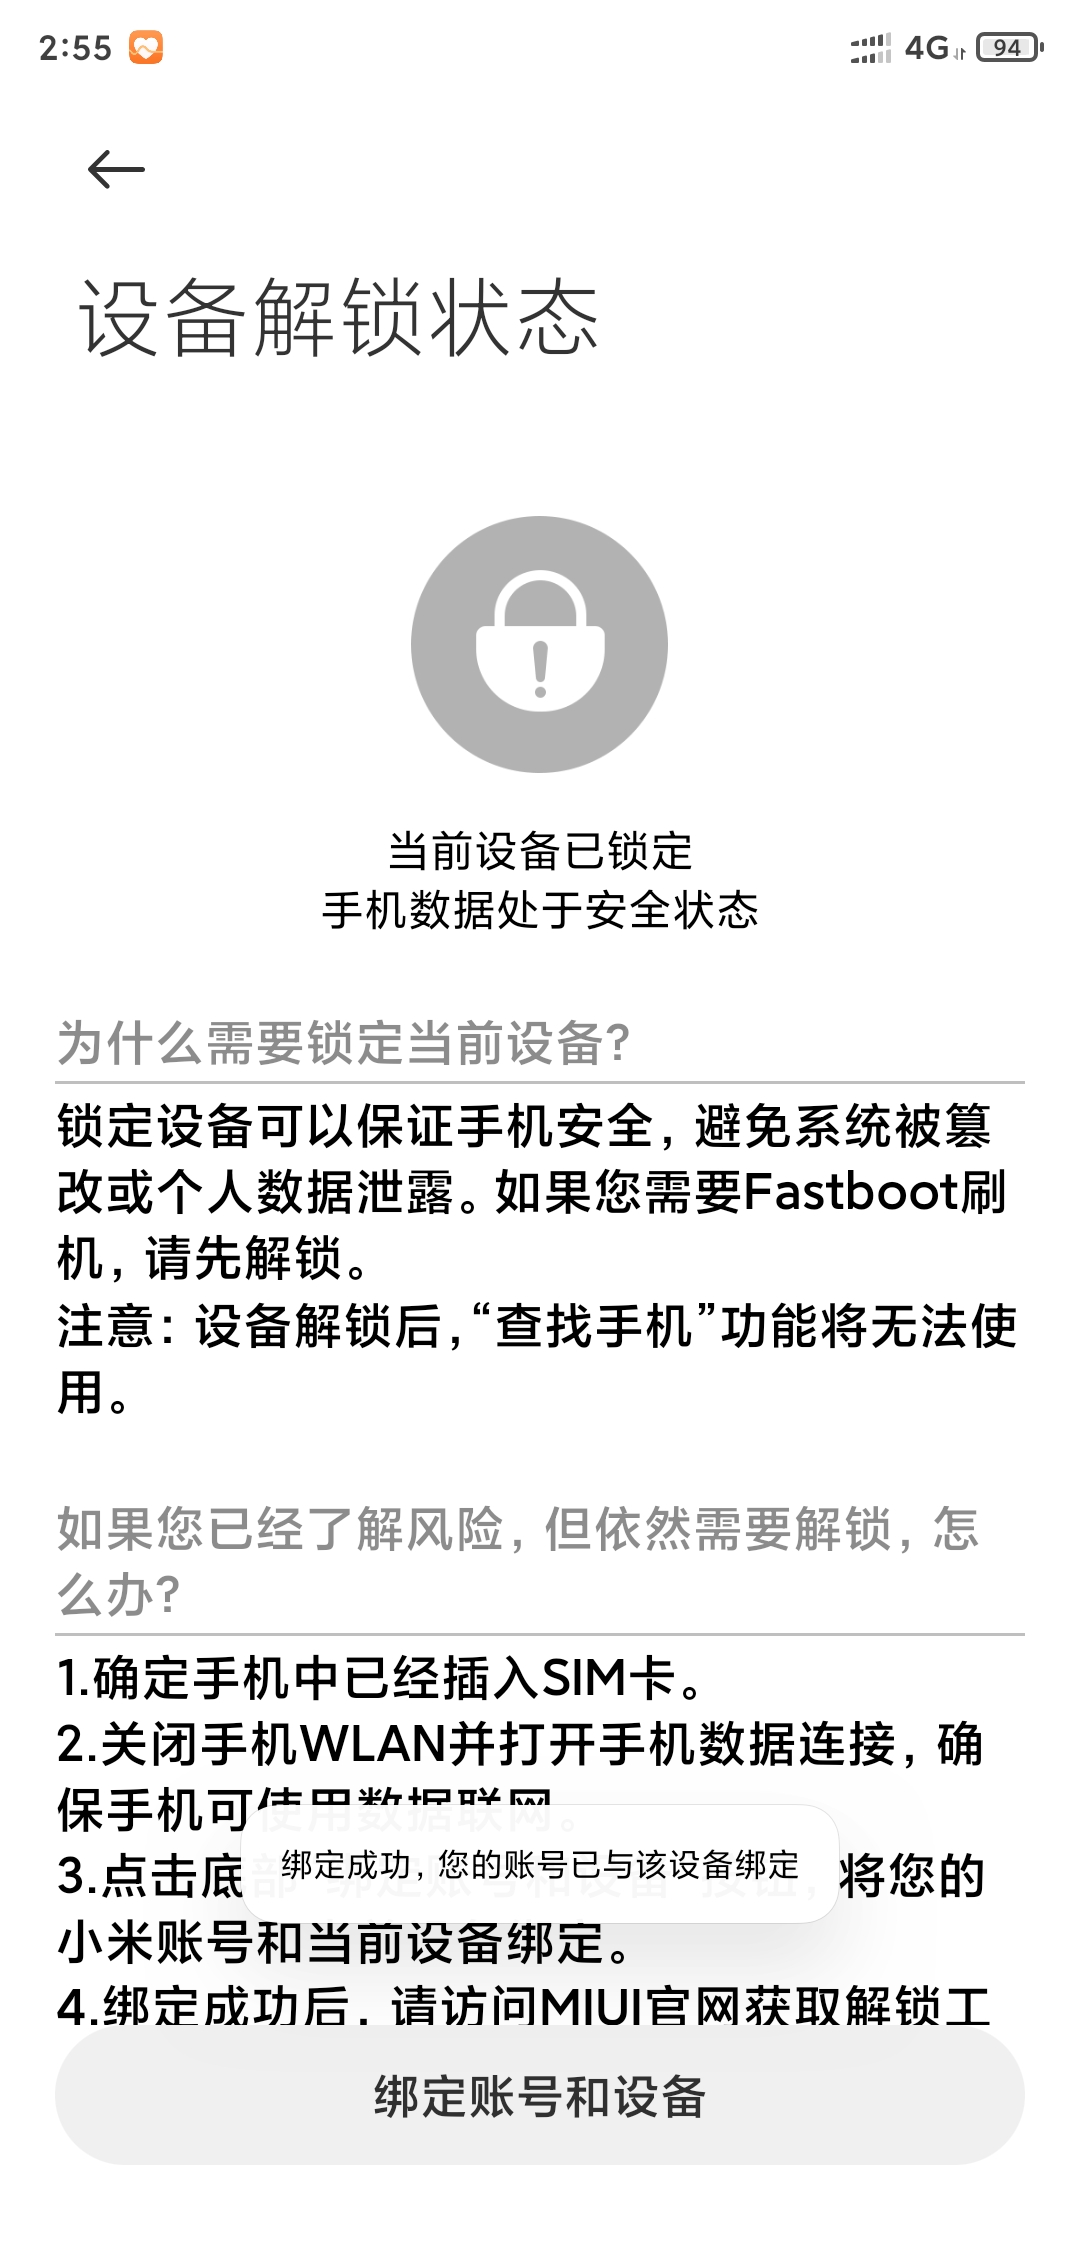 2:55
4G
94
设备解锁状态
当前设备已锁定
手机数据处于安全状态
为什么需要锁定当前设备?
锁定设备可以保证手机安全，避免系统被篡
改或个人数据泄露。如果您需要Fastboot刷
机，请先解锁。
注意：设备解锁后，“查找手机”功能将无法使
用。
如果您已经了解风险，但依然需要解锁，怎
么办?
1.确定手机中已经插入SIM卡。
2.关闭手机WLAN并打开手机数据连接，确
保手机可使用数据联网。
3.点击底部“绑定账号和设备”按钮，将您的
绑定成功，您的账号已与该设备绑定
小米账号和当前设备绑定。
4.绑定成功后，请访问MIUI官网获取解锁工
绑定账号和设备